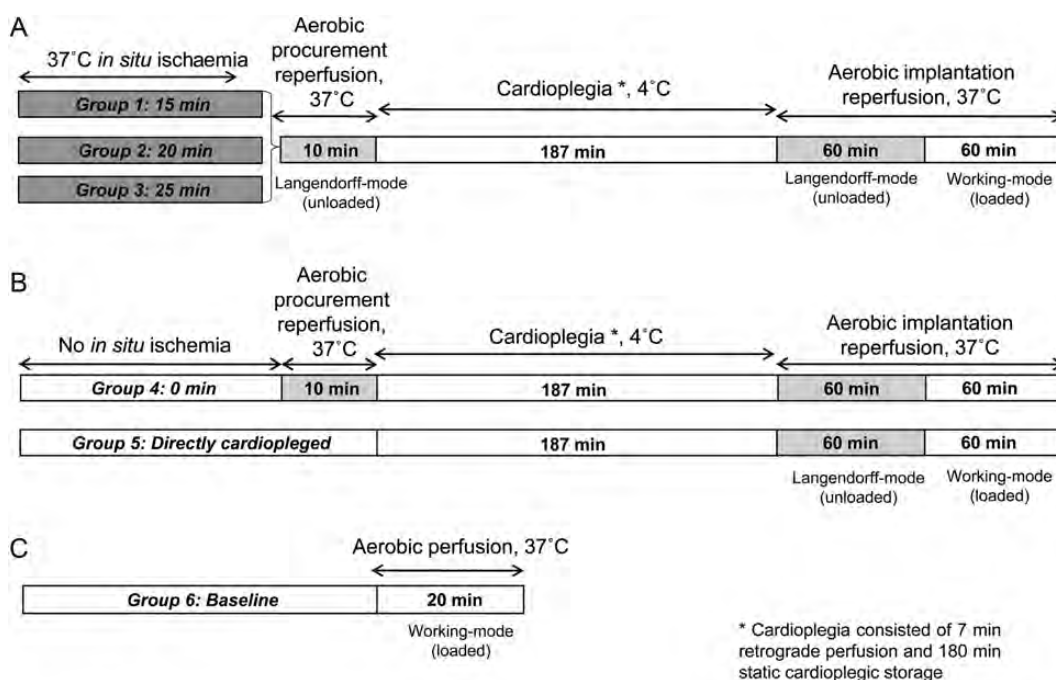 A
37˚C in situ ischaemia
Aerobic
procurement
reperfusion,
37˚C
Cardioplegia *, 4˚C
Aerobic implantation
reperfusion, 37˚C
Group 1: 15 min
Group 2: 20 min
Group 3: 25 min
10 min
187 min
60 min
60 min
Langendorff-mode
(unloaded)
Langendorff-mode
(unloaded)
Working-mode
(loaded)
B
No in situ ischemia
Aerobic
procurement
reperfusion,
37˚C
Cardioplegia *, 4˚C
Aerobic implantation
reperfusion, 37˚C
Group 4: 0 min
10 min
187 min
60 min
60 min
Group 5: Directly cardiopleged
187 min
60 min
60 min
Langendorff-mode
(unloaded)
Working-mode
(loaded)
C
Aerobic perfusion, 37˚C
Group 6: Baseline
20 min
Working-mode
(loaded)
* Cardioplegia consisted of 7 min
retrograde perfusion and 180 min
static cardioplegic storage